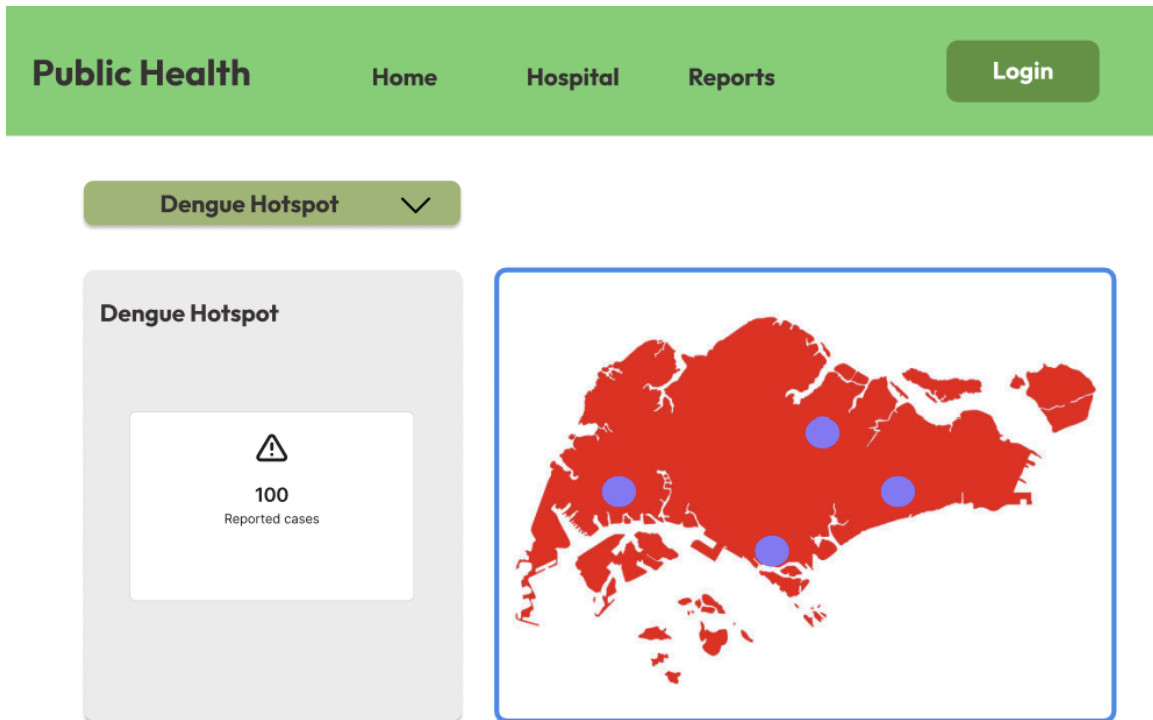 Public Health Home Hospital Reports Login
Dengue Hotspot
Dengue Hotspot
100
Reported cases